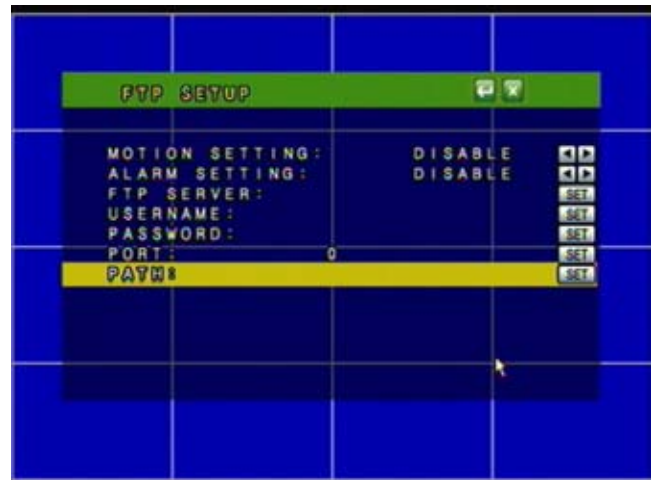 FTP SETUP
MOTION SETTING: DISABLE
ALARM SETTING: DISABLE
FTP SERVER: SET
USERNAME: SET
PASSWORD: SET
PORT: 0 SET
PATH: SET